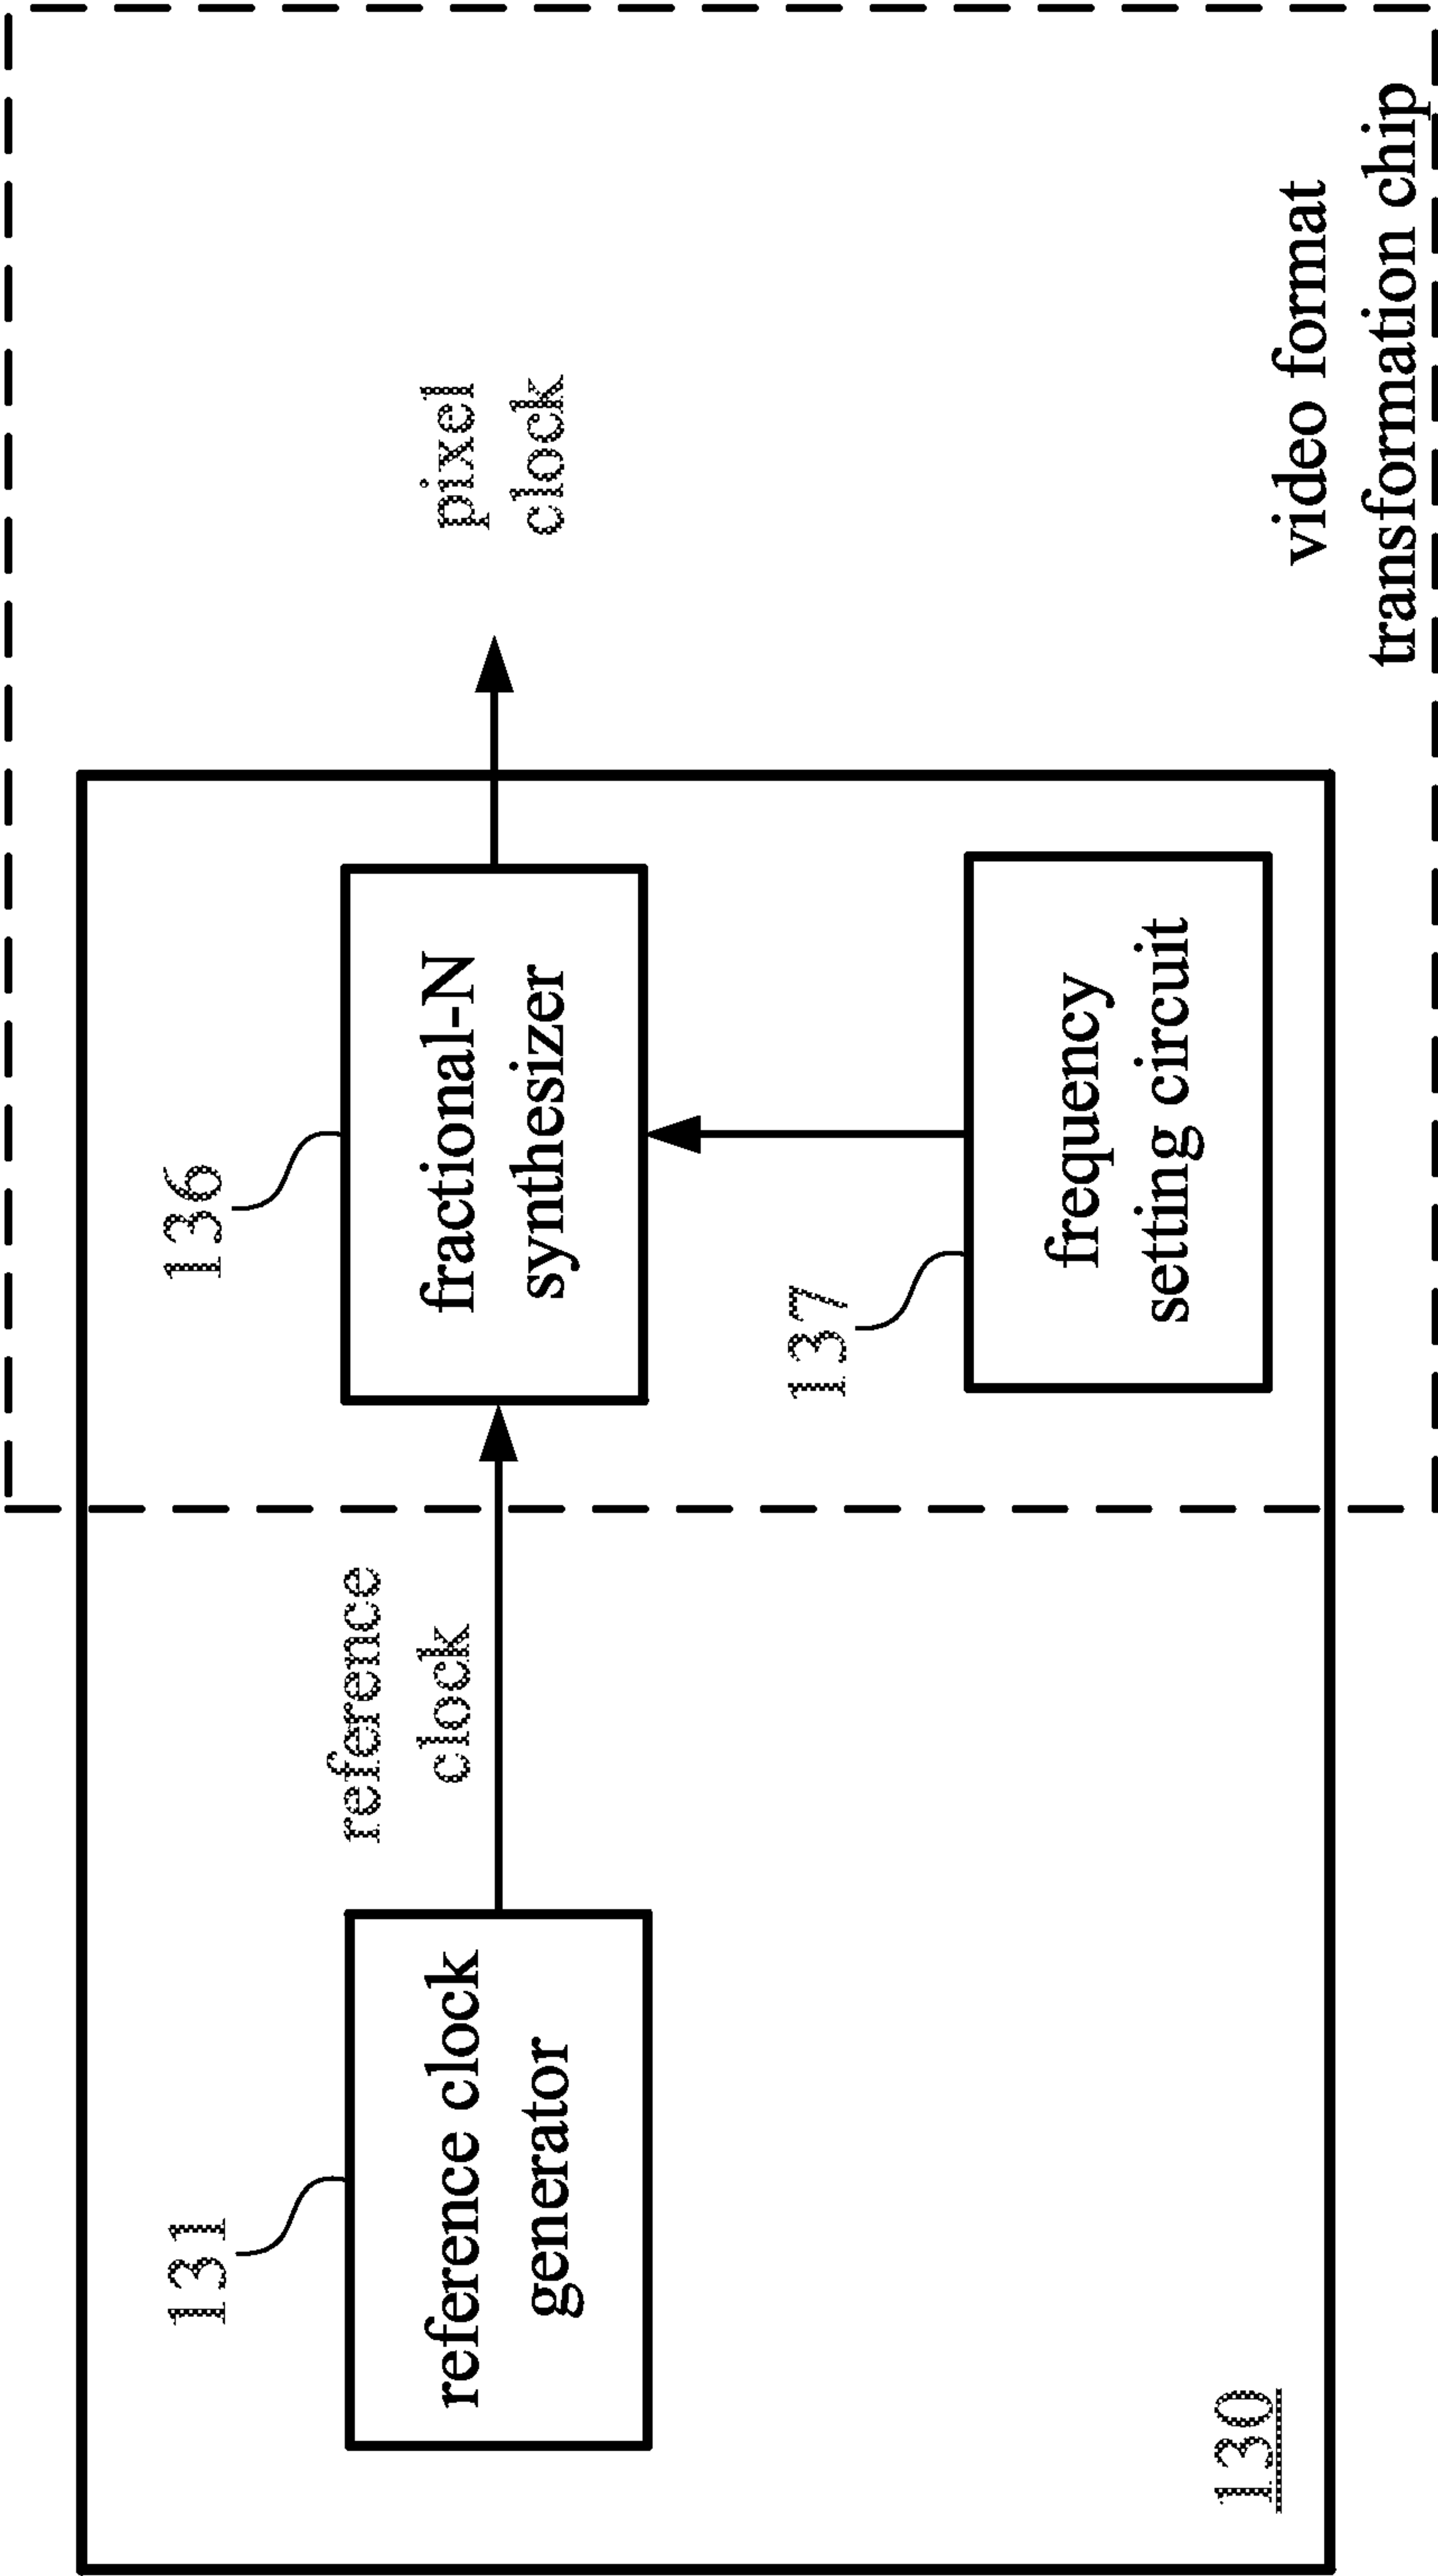 131
reference clock
generator
reference
clock
136
fractional-N
synthesizer
pixel
clock
137
frequency
setting circuit
130
video format
transformation chip